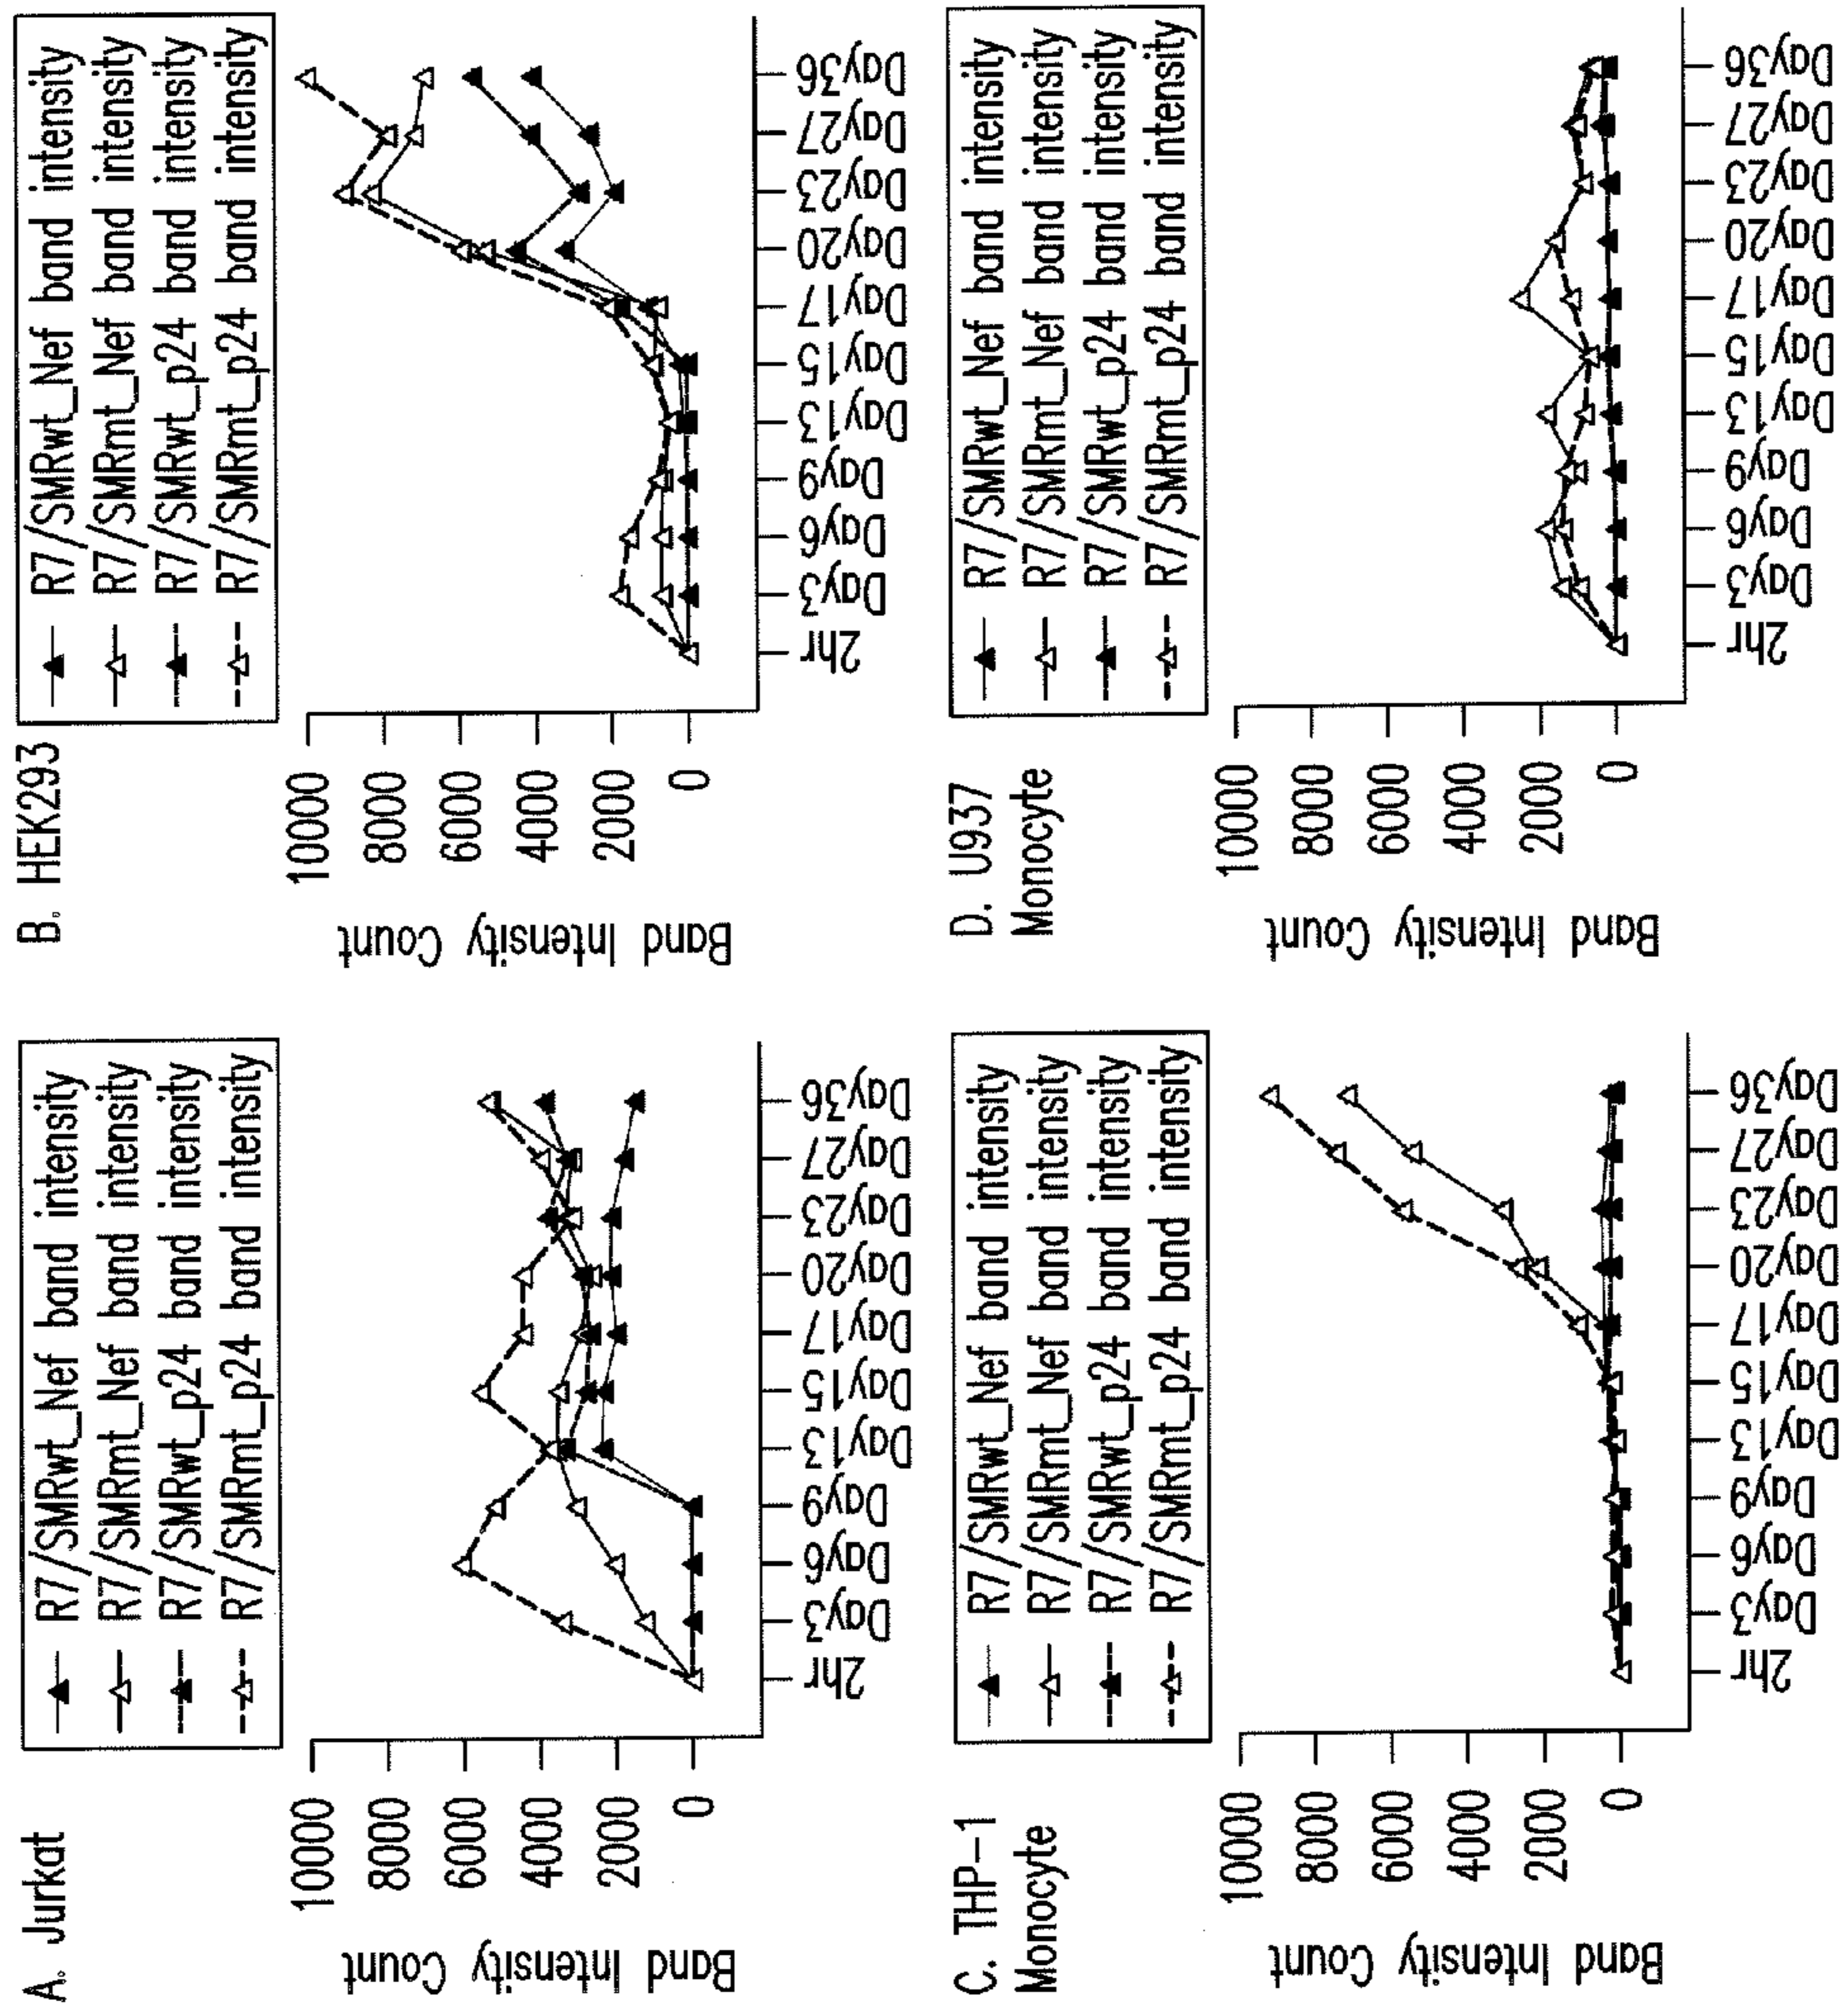 A. Jurkat
R7/SMRwt_Nef band intensity
R7/SMRmt_Nef band intensity
R7/SMRwt_p24 band intensity
R7/SMRmt_p24 band intensity
Band Intensity Count
10000
8000
6000
4000
2000
0
2hr
Day3
Day6
Day9
Day13
Day15
Day17
Day20
Day23
Day27
Day36
B. HEK293
R7/SMRwt_Nef band intensity
R7/SMRmt_Nef band intensity
R7/SMRwt_p24 band intensity
R7/SMRmt_p24 band intensity
Band Intensity Count
10000
8000
6000
4000
2000
0
2hr
Day3
Day6
Day9
Day13
Day15
Day17
Day20
Day23
Day27
Day36
C. THP-1
Monocyte
R7/SMRwt_Nef band intensity
R7/SMRmt_Nef band intensity
R7/SMRwt_p24 band intensity
R7/SMRmt_p24 band intensity
Band Intensity Count
10000
8000
6000
4000
2000
0
2hr
Day3
Day6
Day9
Day13
Day15
Day17
Day20
Day23
Day27
Day36
D. U937
Monocyte
R7/SMRwt_Nef band intensity
R7/SMRmt_Nef band intensity
R7/SMRwt_p24 band intensity
R7/SMRmt_p24 band intensity
Band Intensity Count
10000
8000
6000
4000
2000
0
2hr
Day3
Day6
Day9
Day13
Day15
Day17
Day20
Day23
Day27
Day36